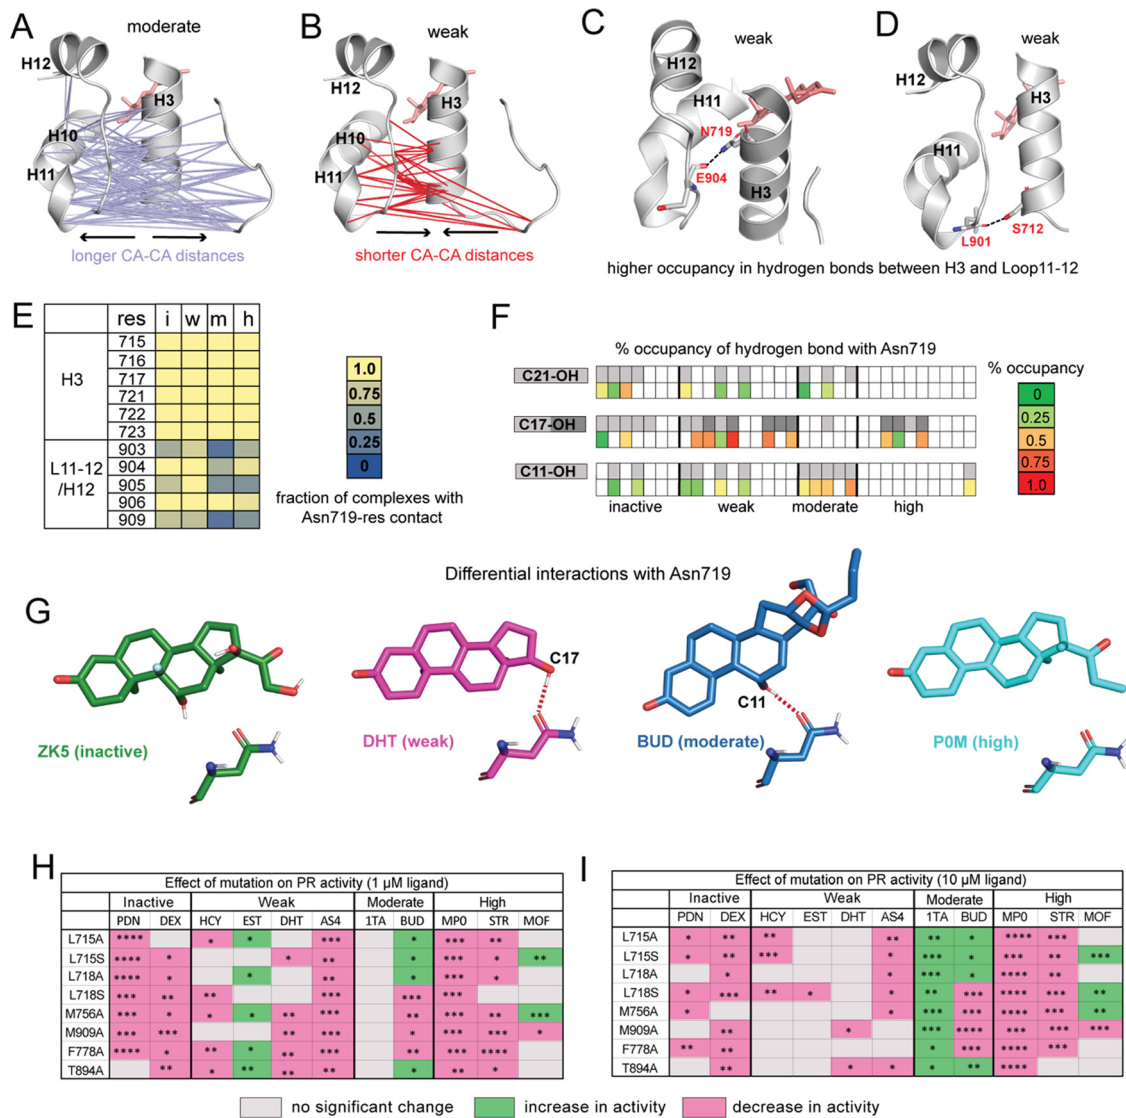 A
moderate
H12
H3
H10
H11
longer CA-CA distances
B
weak
H12
H3
H10
H11
shorter CA-CA distances
C
weak
H12
H11
N719
E904
H3
D
weak
H12
H3
H11
L901
S712
higher occupancy in hydrogen bonds between H3 and Loop11-12
E
res i w m h
H3
715
716
717
721
722
723
L11-12
/H12
903
904
905
906
909
1.0
0.75
0.5
0.25
0
fraction of complexes with
Asn719-res contact
F
% occupancy of hydrogen bond with Asn719
C21-OH
C17-OH
C11-OH
inactive weak moderate high
% occupancy
0
0.25
0.5
0.75
1.0
Differential interactions with Asn719
G
ZK5 (inactive)
C17
DHT (weak)
C11
BUD (moderate)
P0M (high)
H
Effect of mutation on PR activity (1 µM ligand)
Inactive Weak Moderate High
PDN DEX HCY EST DHT AS4 1TA BUD MP0 STR MOF
L715A **** * * *** * *** **
L715S **** * * ** * *** * **
L718A **** * * ** * *** *
L718S *** ** ** *** *** ***
M756A *** * * * ** *** ** *** ** ***
M909A *** *** ** *** ** *** *** *
F778A **** * ** * ** *** ** *** ****
T894A ** * ** ** ** * ** *
I
Effect of mutation on PR activity (10 µM ligand)
Inactive Weak Moderate High
PDN DEX HCY EST DHT AS4 1TA BUD MP0 STR MOF
L715A * ** ** ** ** * **** ***
L715S * ** *** * *** * *** ** ***
L718A * * *** * **** **
L718S * *** ** * * ** *** **** *** **
M756A * * *** *** **** *** **
M909A ** * *** **** *** *** ***
F778A ** ** * *** *** ***
T894A ** * * * ** ****
no significant change increase in activity decrease in activity